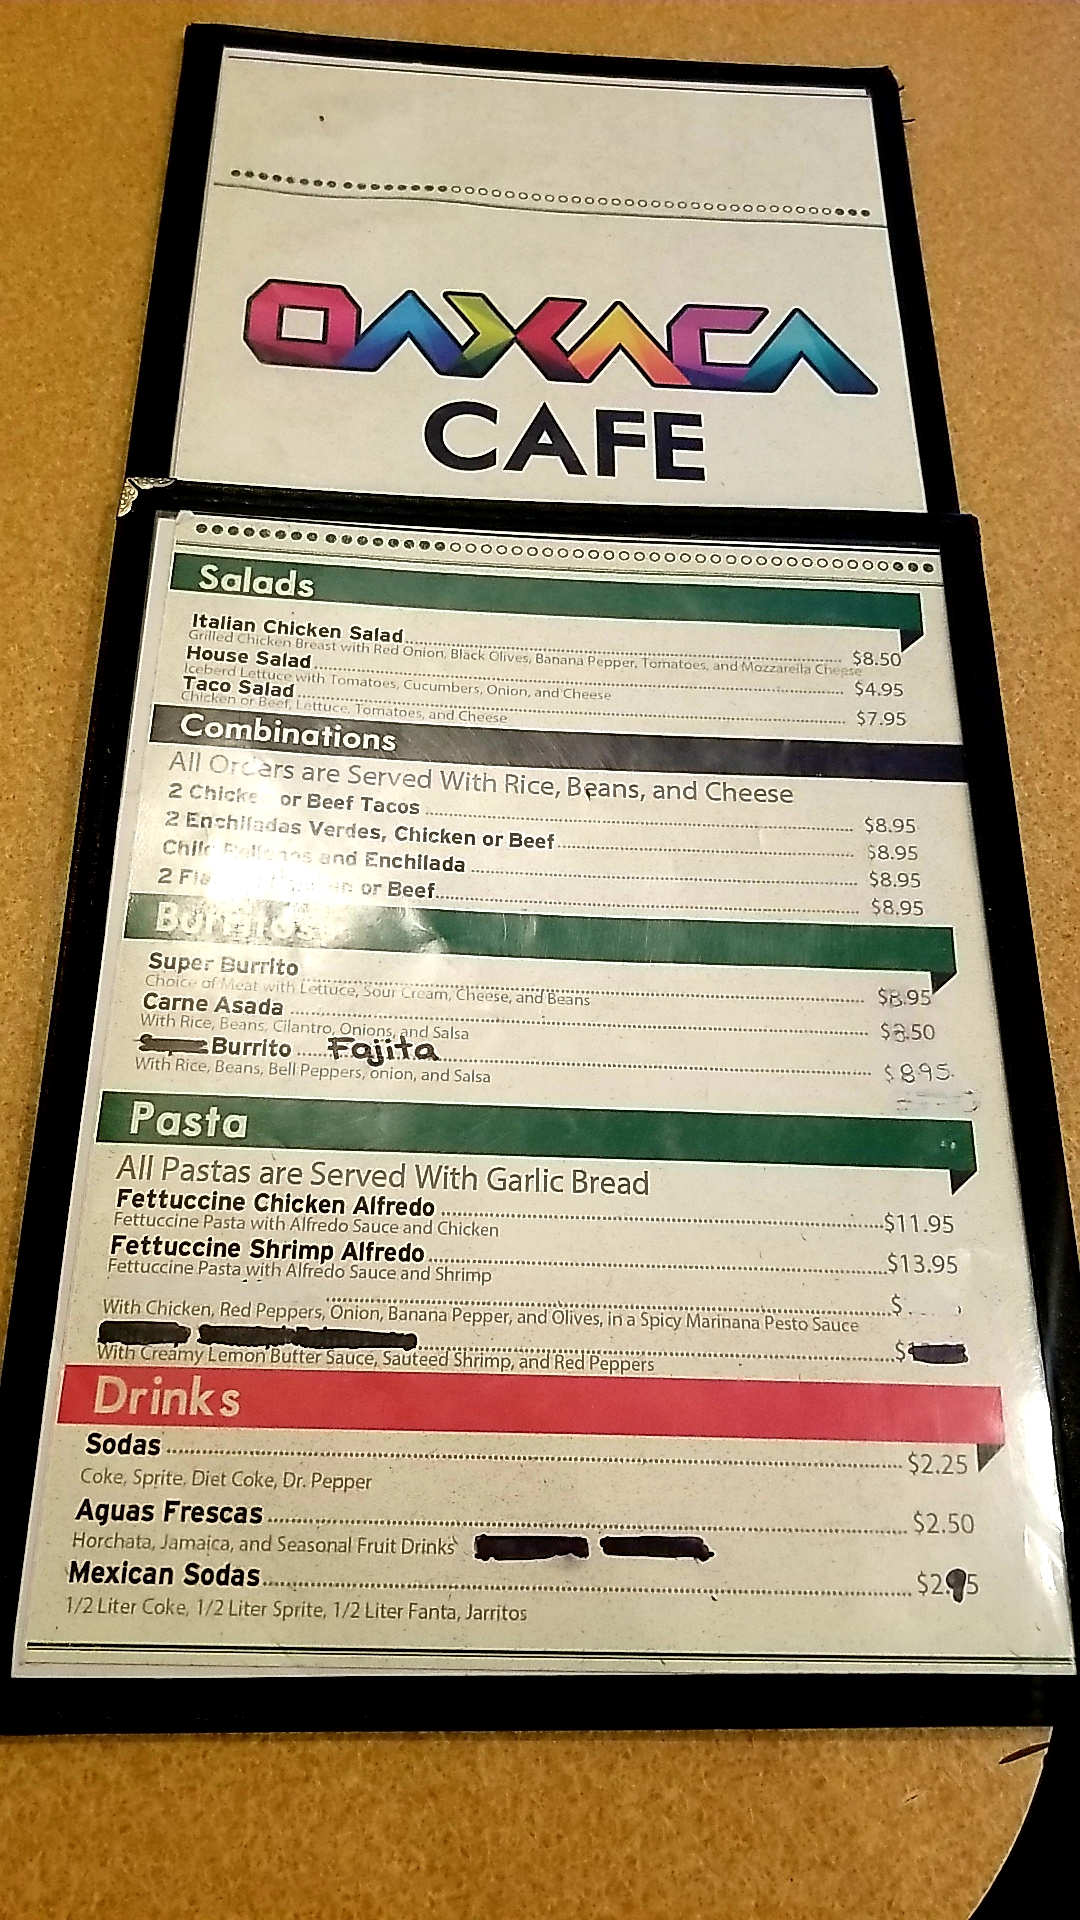 OAXACA
CAFE
Salads
Italian Chicken Salad $8.50
Grilled Chicken Breast with Red Onion, Black Olives, Banana Pepper, Tomatoes, and Mozzarella Cheese
House Salad $4.95
Iceberd Lettuce with Tomatoes, Cucumbers, Onion, and Cheese
Taco Salad $7.95
Chicken or Beef, Lettuce, Tomatoes, and Cheese
Combinations
All Orders are Served With Rice, Beans, and Cheese
2 Chicken or Beef Tacos $8.95
2 Enchiladas Verdes, Chicken or Beef $8.95
and Enchilada $8.95
2 or Beef $8.95
Burritos
Super Burrito $8.95
Choice of Meat with Lettuce, Sour Cream, Cheese, and Beans
Carne Asada
With Rice, Beans, Cilantro, Onions, and Salsa
Burrito Fajita $8.95
With Rice, Beans, Bell Peppers, onion, and Salsa
Pasta
All Pastas are Served With Garlic Bread
Fettuccine Chicken Alfredo $11.95
Fettuccine Pasta with Alfredo Sauce and Chicken
Fettuccine Shrimp Alfredo $13.95
Fettuccine Pasta with Alfredo Sauce and Shrimp
$
With Chicken, Red Peppers, Onion, Banana Pepper, and Olives, in a Spicy Marinana Pesto Sauce
$
With Creamy Lemon Butter Sauce, Sauteed Shrimp, and Red Peppers
Drinks
Sodas $2.25
Coke, Sprite, Diet Coke, Dr. Pepper
Aguas Frescas $2.50
Horchata, Jamaica, and Seasonal Fruit Drinks
Mexican Sodas $2.95
1/2 Liter Coke, 1/2 Liter Sprite, 1/2 Liter Fanta, Jarritos